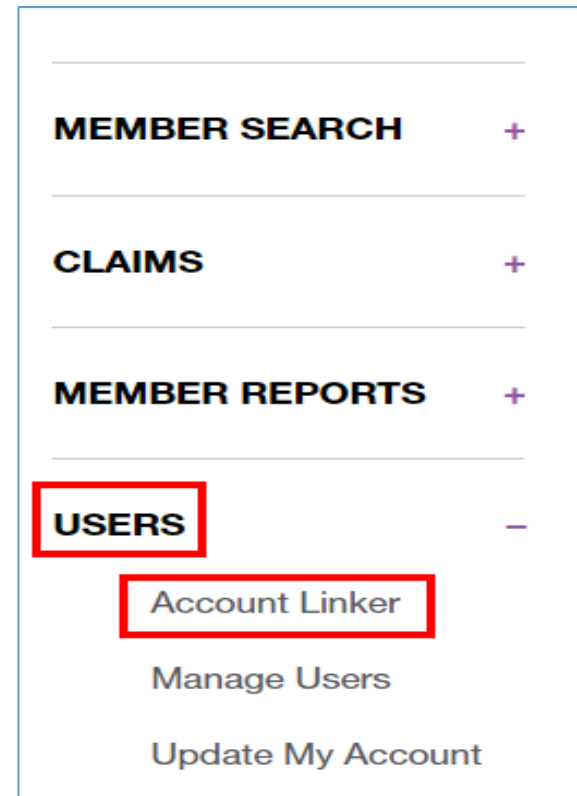 MEMBER SEARCH +
CLAIMS +
MEMBER REPORTS +
USERS –
Account Linker
Manage Users
Update My Account